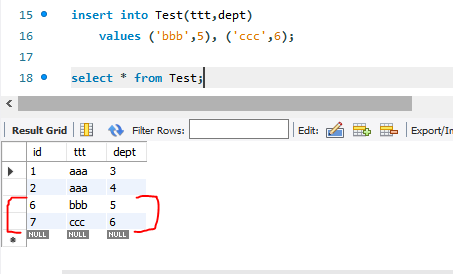 15 insert into Test(ttt,dept)
16 values ('bbb',5), ('ccc',6);
17
18 select * from Test;
Result Grid Filter Rows: Edit: Export/Im
id ttt dept
1 aaa 3
2 aaa 4
6 bbb 5
7 ccc 6
NULL NULL NULL